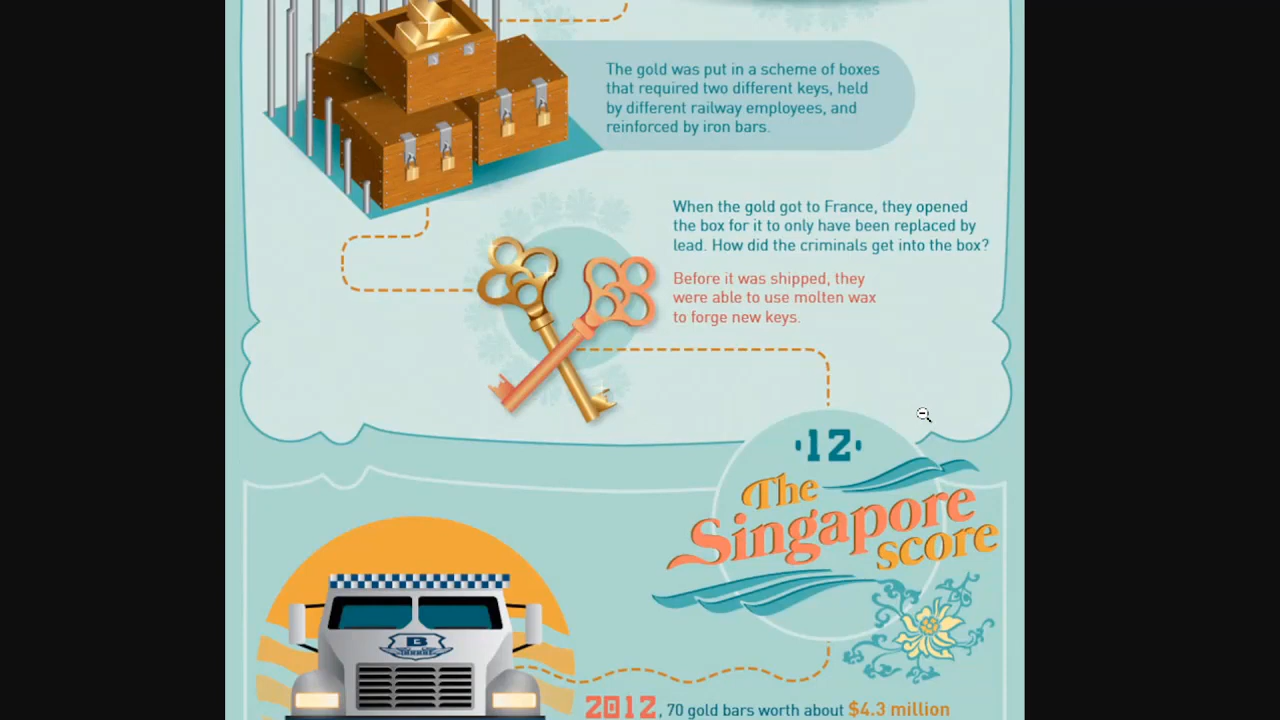 The gold was put in a scheme of boxes
that required two different keys, held
by different railway employees, and
reinforced by iron bars.
When the gold got to France, they opened
the box for it to only have been replaced by
lead. How did the criminals get into the box?
Before it was shipped, they
were able to use molten wax
to forge new keys.
·12·
The
Singapore
score
B
2012, 70 gold bars worth about $4.3 million